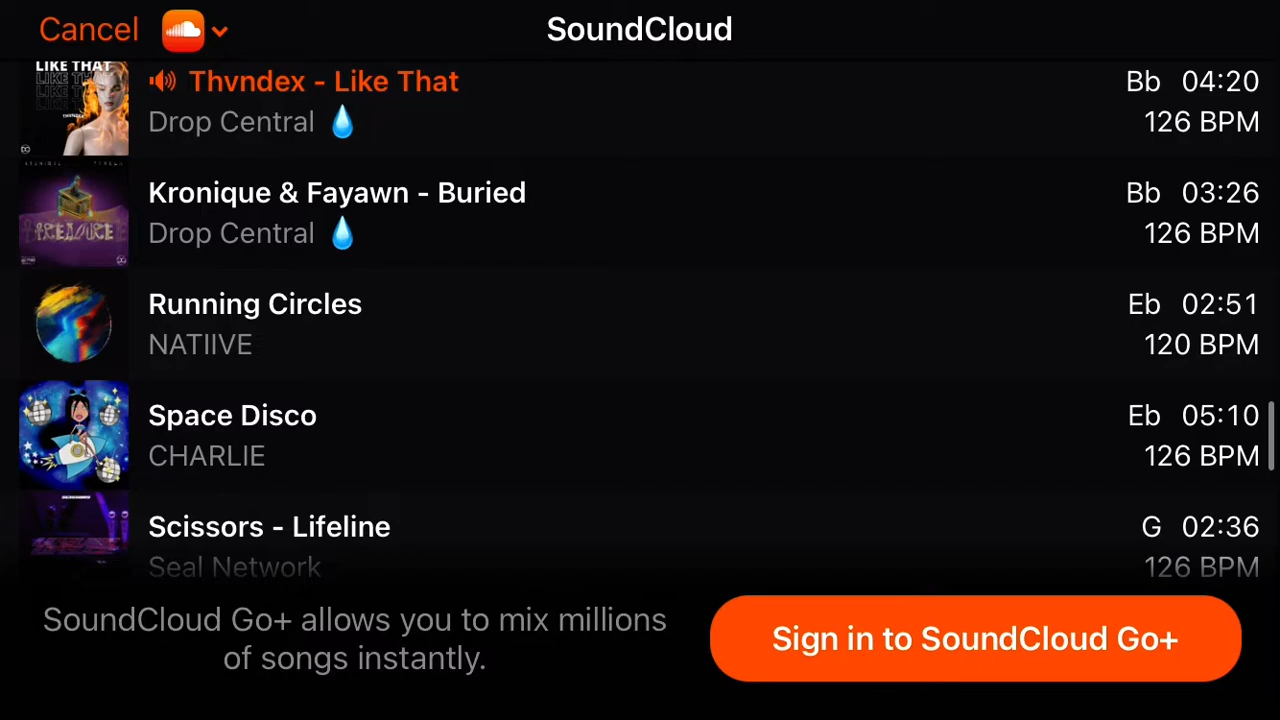 Cancel
SoundCloud
LIKE THAT
Thvndex - Like That
Bb 04:20
Drop Central 💧
126 BPM
Kronique & Fayawn - Buried
Bb 03:26
Drop Central 💧
126 BPM
Running Circles
Eb 02:51
NATIIVE
120 BPM
Space Disco
Eb 05:10
CHARLIE
126 BPM
Scissors - Lifeline
G 02:36
Seal Network
126 BPM
SoundCloud Go+ allows you to mix millions
of songs instantly.
Sign in to SoundCloud Go+